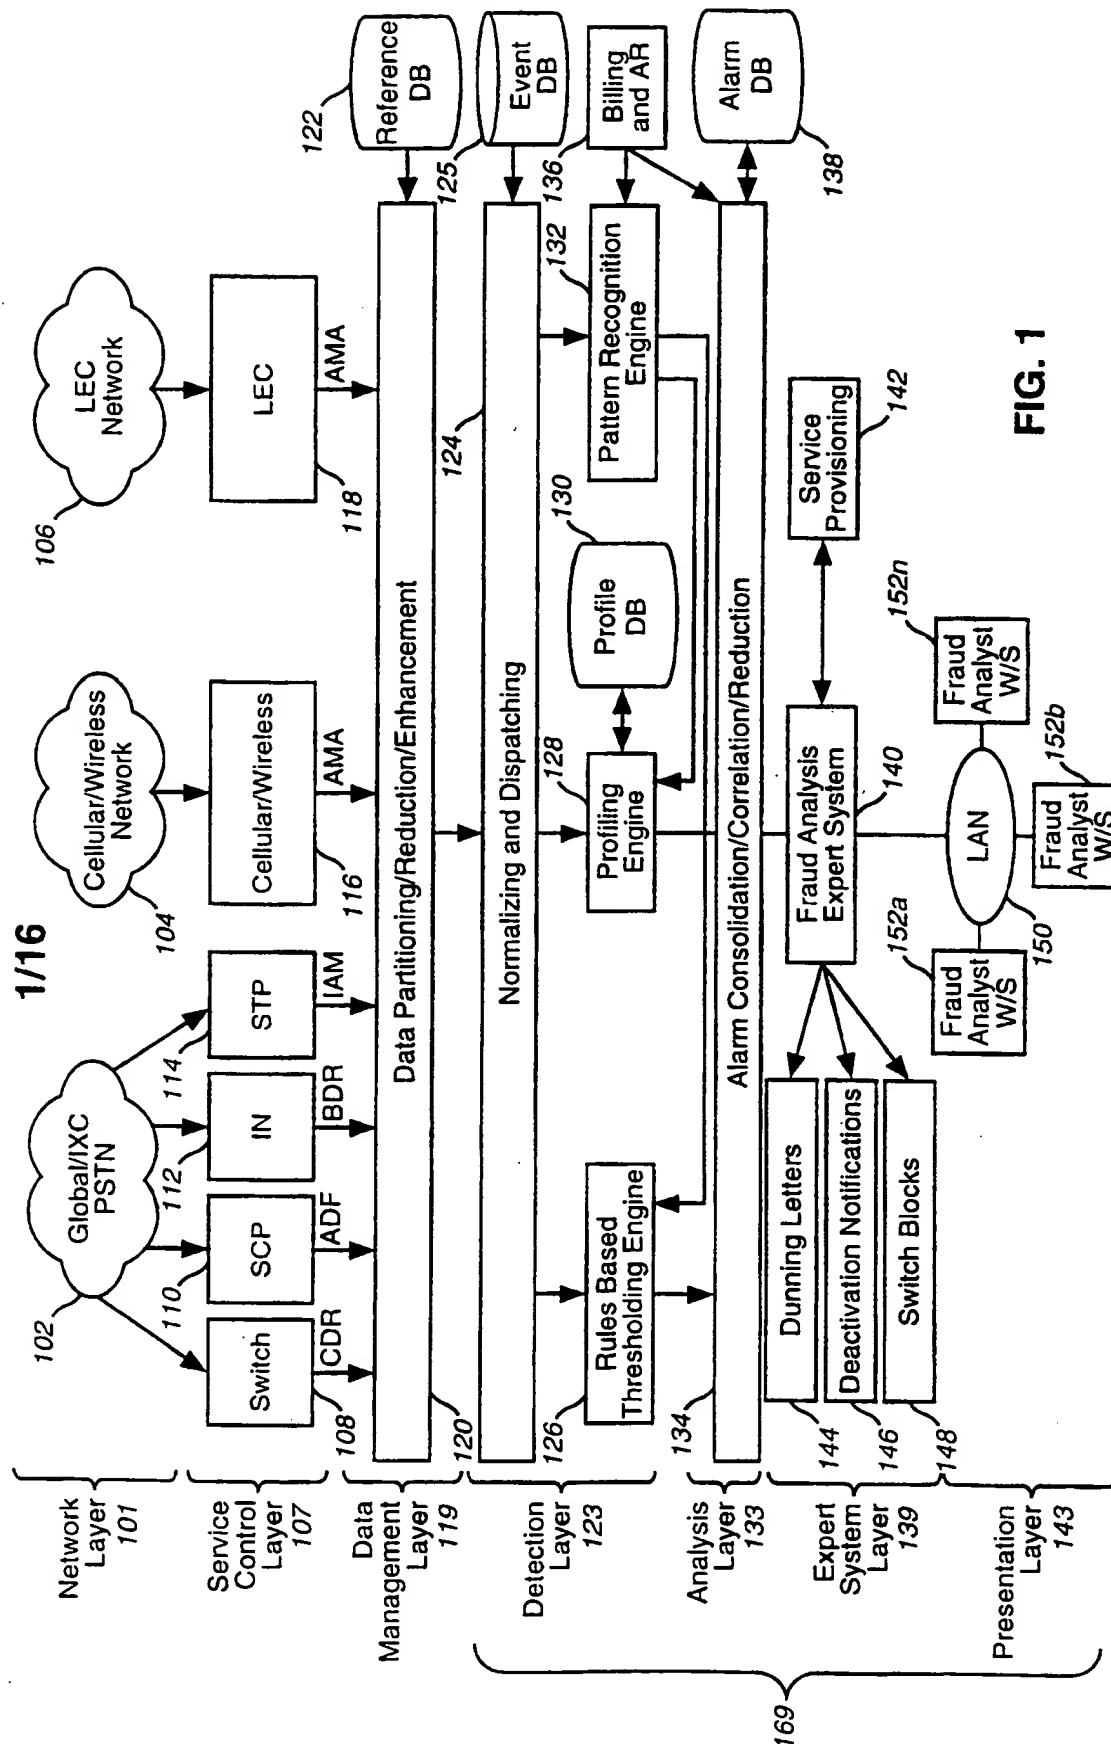 1/16
Network
Layer
101
Global/IXC
PSTN
102
Cellular/Wireless
Network
104
LEC
Network
106
Service
Control
Layer
107
Switch
108
CDR
SCP
110
ADF
IN
112
BDR
STP
114
IAM
Cellular/Wireless
116
AMA
LEC
118
AMA
Data
Management
Layer 119
120
Data Partitioning/Reduction/Enhancement
Reference
DB
122
Detection
Layer 123
Normalizing and Dispatching
124
Event
DB
125
Rules Based
Thresholding Engine
126
Profiling
Engine
128
Profile
DB
130
Pattern Recognition
Engine
132
Billing
and AR
136
Analysis
Layer 133
134
Alarm Consolidation/Correlation/Reduction
Alarm
DB
138
Expert
System
Layer 139
Dunning Letters
144
Deactivation Notifications
146
Switch Blocks
148
Fraud Analysis
Expert System
140
Service
Provisioning
142
Presentation
Layer
143
Fraud
Analyst
W/S
152a
LAN
150
Fraud
Analyst
W/S
152b
Fraud
Analyst
W/S
152n
169
FIG. 1